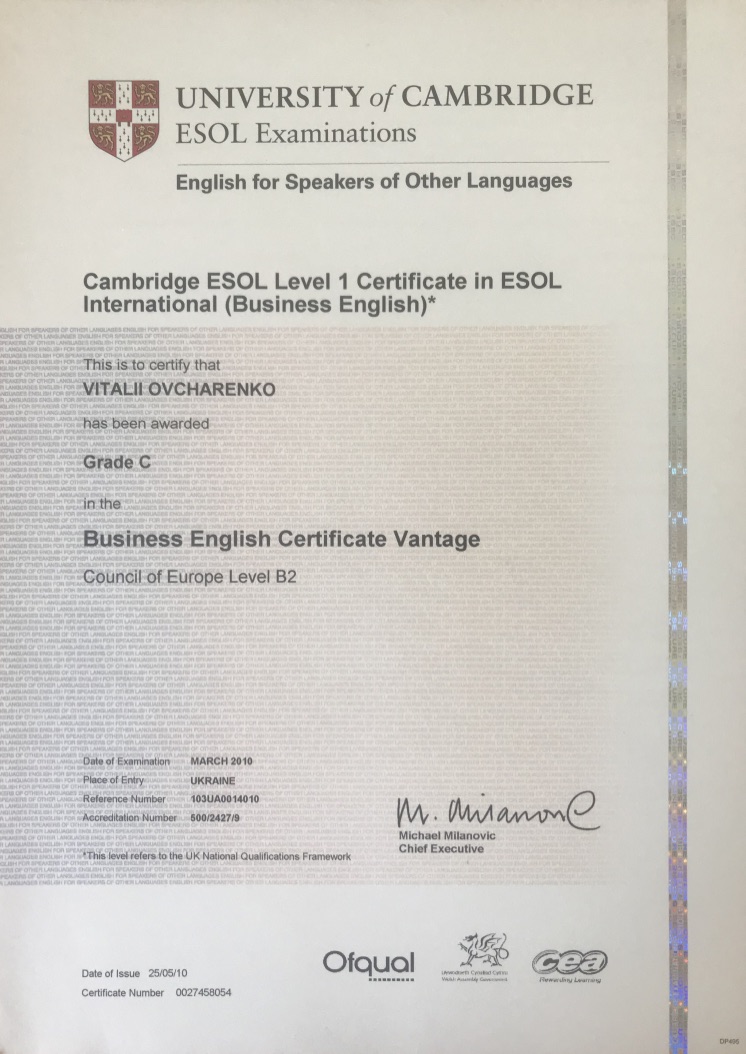 UNIVERSITY of CAMBRIDGE
ESOL Examinations
English for Speakers of Other Languages
Cambridge ESOL Level 1 Certificate in ESOL
International (Business English)*
This is to certify that
VITALII OVCHARENKO
has been awarded
Grade C
in the
Business English Certificate Vantage
Council of Europe Level B2
Date of Examination MARCH 2010
Place of Entry UKRAINE
Reference Number 103UA0014010
Accreditation Number 500/2427/9
M. Milanovic
Michael Milanovic
Chief Executive
*This level refers to the UK National Qualifications Framework
Date of Issue 25/05/10
Certificate Number 0027458054
Ofqual
Llywodraeth Cynulliad Cymru
Welsh Assembly Government
cea
Rewarding Learning
DP495